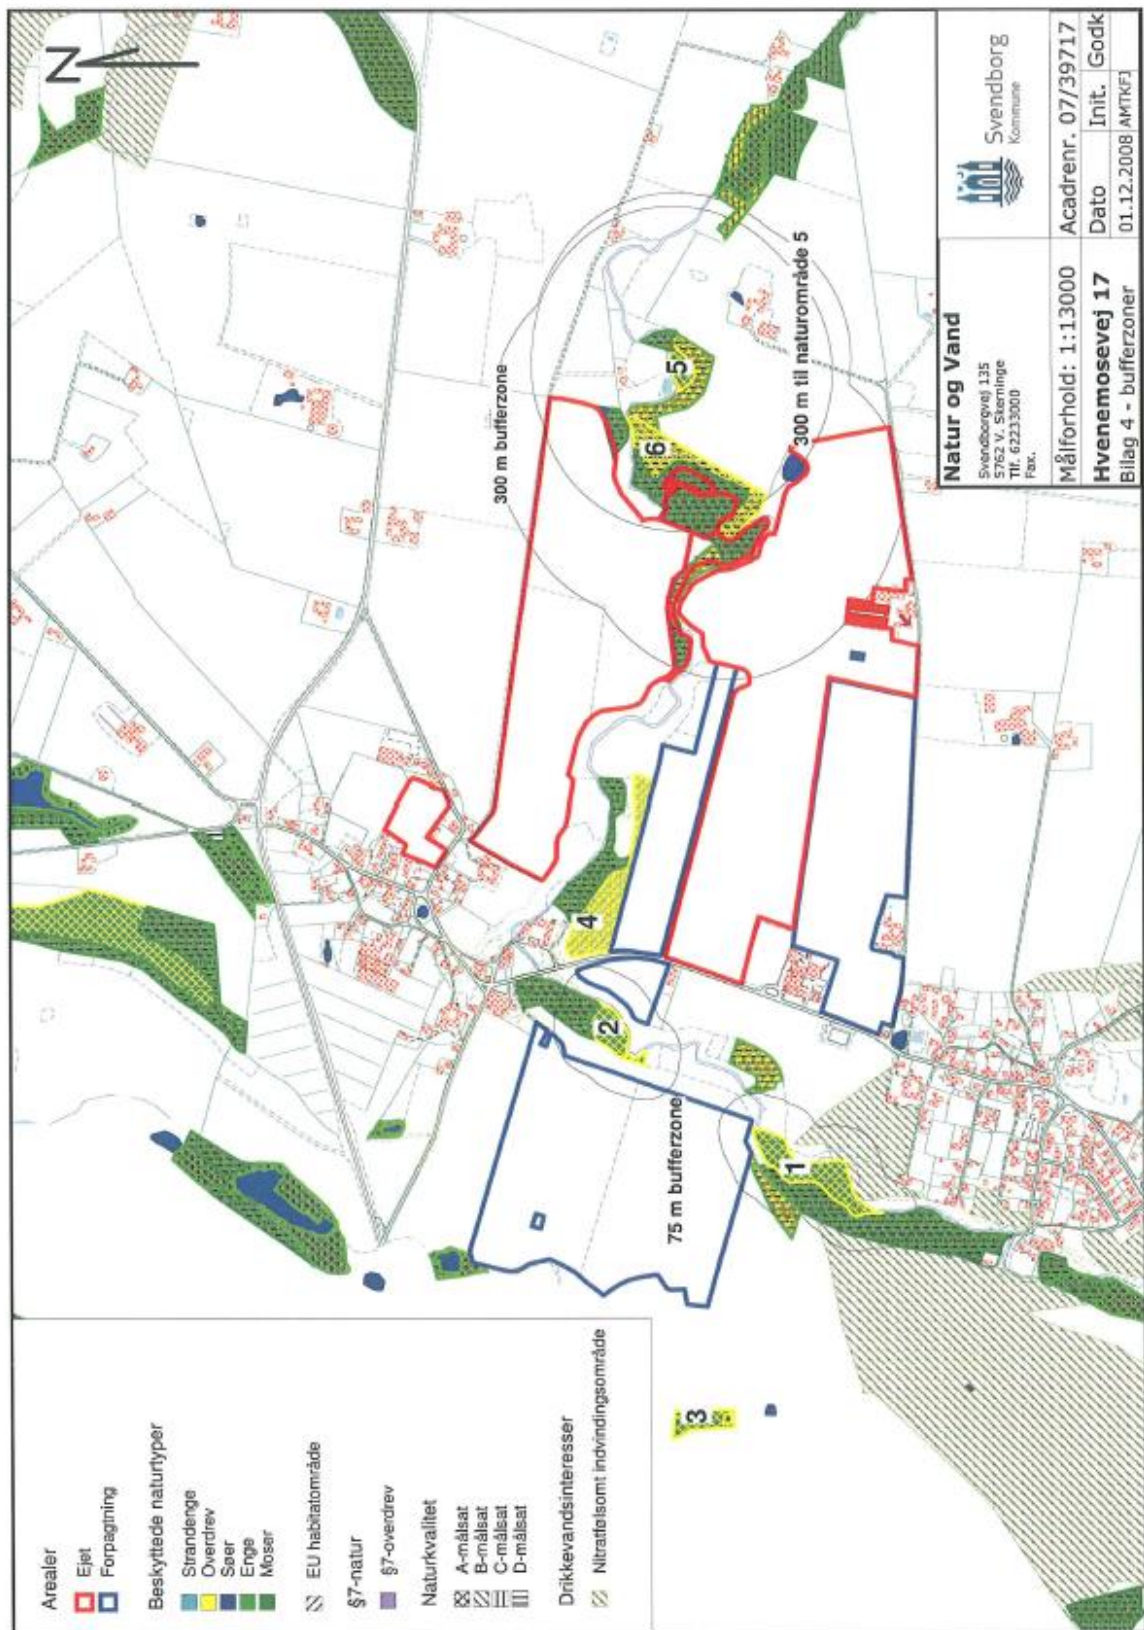 Arealer
Ejet
Forpagtning
Beskyttede naturtyper
Strandenge
Overdrev
Søer
Enge
Moser
EU habitatområde
§7-natur
§7-overdrev
Naturkvalitet
A-målsat
B-målsat
C-målsat
D-målsat
Drikkevandsinteresser
Nitratfølsomt indvindingsområde
N
300 m bufferzone
300 m til naturområde 5
75 m bufferzone
1
2
3
4
5
6
Natur og Vand
Svendborgvej 135
5762 V. Skerninge
Tlf. 62233000
Fax.
Svendborg
Kommune
Målforhold: 1:13000
Acadrenr. 07/39717
Hvenemosevej 17
Bilag 4 - bufferzoner
Dato
Init.
Godk
01.12.2008
AMTKFJ